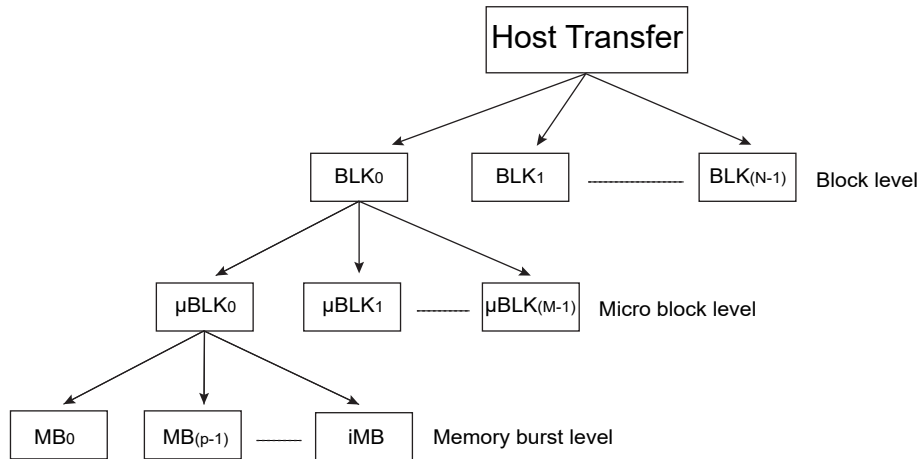 Host Transfer
BLK0 BLK1 BLK(N-1) Block level
µBLK0 µBLK1 µBLK(M-1) Micro block level
MB0 MB(p-1) iMB Memory burst level